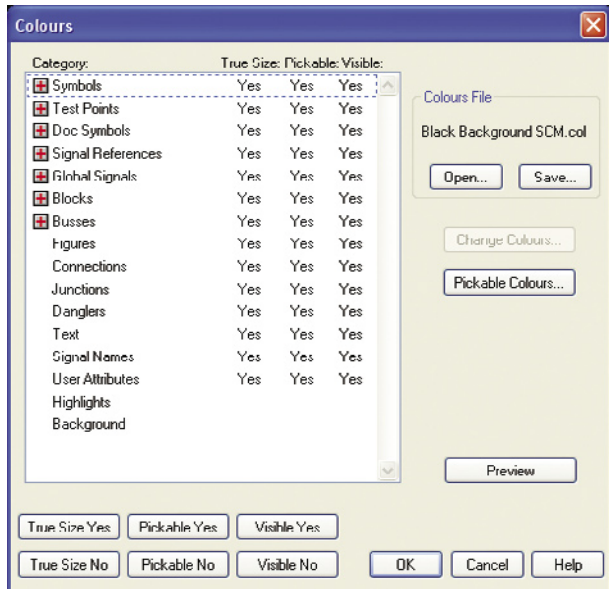 Colours
Category: True Size: Pickable: Visible:
Symbols Yes Yes Yes
Test Points Yes Yes Yes
Doc Symbols Yes Yes Yes
Signal References Yes Yes Yes
Global Signals Yes Yes Yes
Blocks Yes Yes Yes
Busses Yes Yes Yes
Figures Yes Yes Yes
Connections Yes Yes Yes
Junctions Yes Yes Yes
Danglers Yes Yes Yes
Text Yes Yes Yes
Signal Names Yes Yes Yes
User Attributes Yes Yes Yes
Highlights
Background
Colours File
Black Background SCM.col
Open... Save...
Change Colours...
Pickable Colours...
Preview
True Size Yes Pickable Yes Visible Yes
True Size No Pickable No Visible No OK Cancel Help